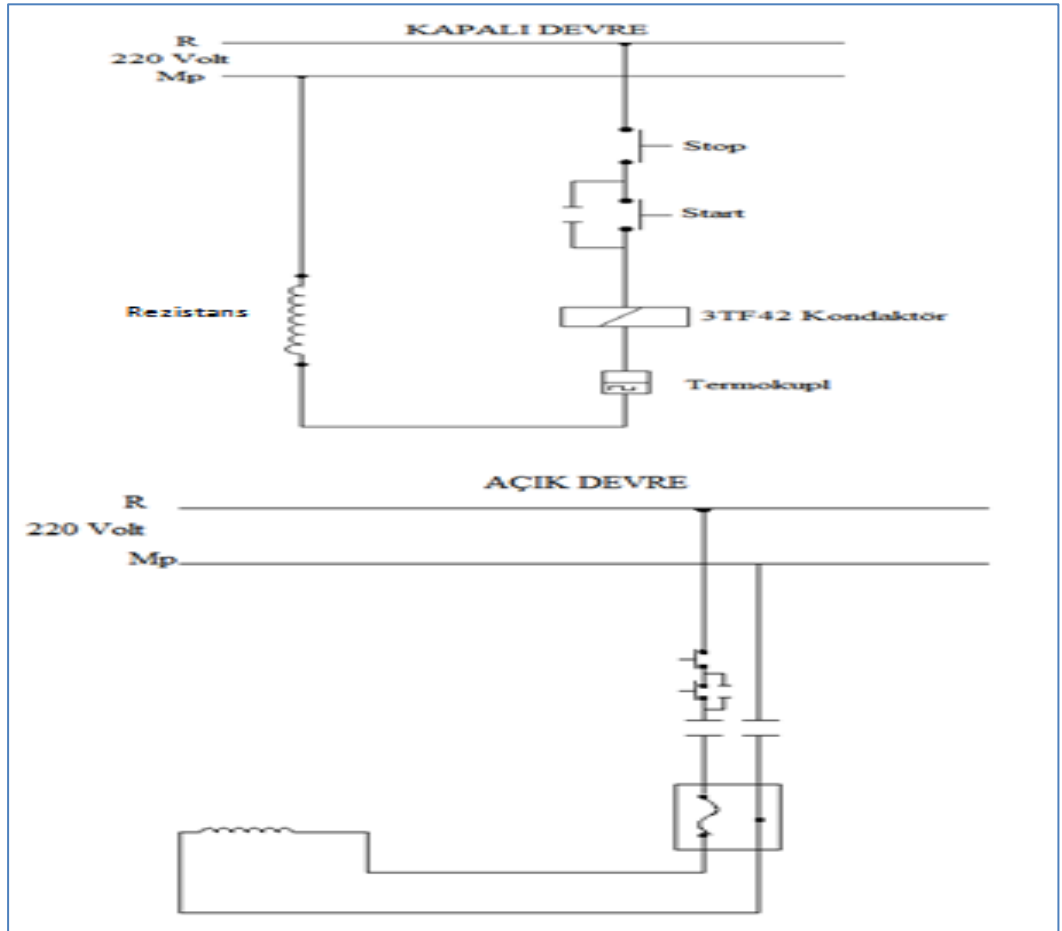 KAPALI DEVRE
R
220 Volt
Mp
Stop
Start
Rezistans
3TF42 Kondaktör
Termokupl
AÇIK DEVRE
R
220 Volt
Mp